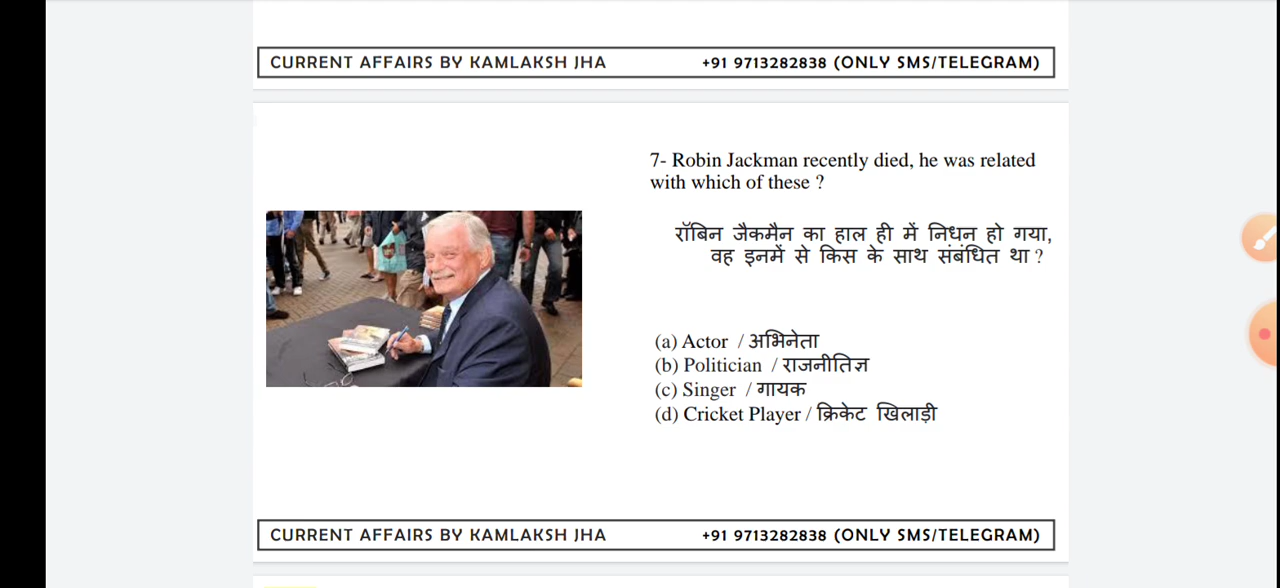 CURRENT AFFAIRS BY KAMLAKSH JHA +91 9713282838 (ONLY SMS/TELEGRAM)
7- Robin Jackman recently died, he was related
with which of these ?
रॉबिन जैकमैन का हाल ही में निधन हो गया,
वह इनमें से किस के साथ संबंधित था ?
(a) Actor / अभिनेता
(b) Politician / राजनीतिज्ञ
(c) Singer / गायक
(d) Cricket Player / क्रिकेट खिलाड़ी
CURRENT AFFAIRS BY KAMLAKSH JHA +91 9713282838 (ONLY SMS/TELEGRAM)